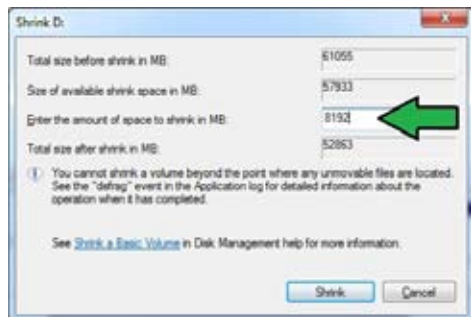 Shrink D:
Total size before shrink in MB: 61055
Size of available shrink space in MB: 57933
Enter the amount of space to shrink in MB: 8192
Total size after shrink in MB: 52863
You cannot shrink a volume beyond the point where any unmovable files are located.
See the "defrag" event in the Application log for detailed information about the
operation when it has completed.
See Shrink a Basic Volume in Disk Management help for more information.
Shrink Cancel